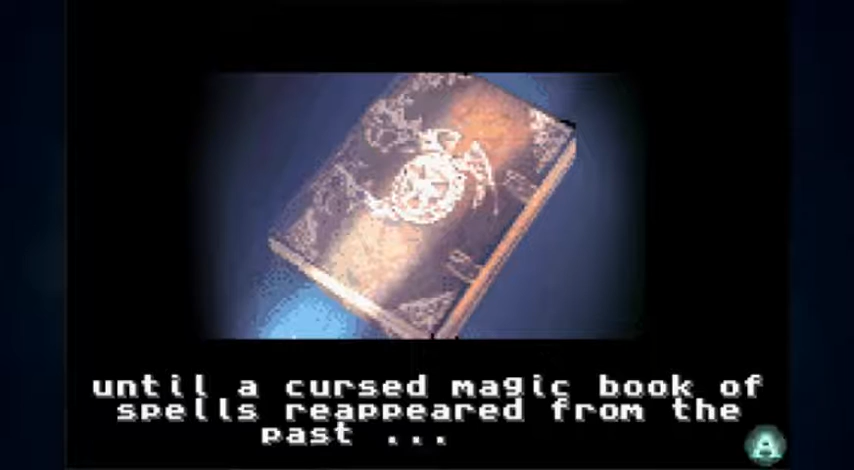 until a cursed magic book of
spells reappeared from the
past ...
A